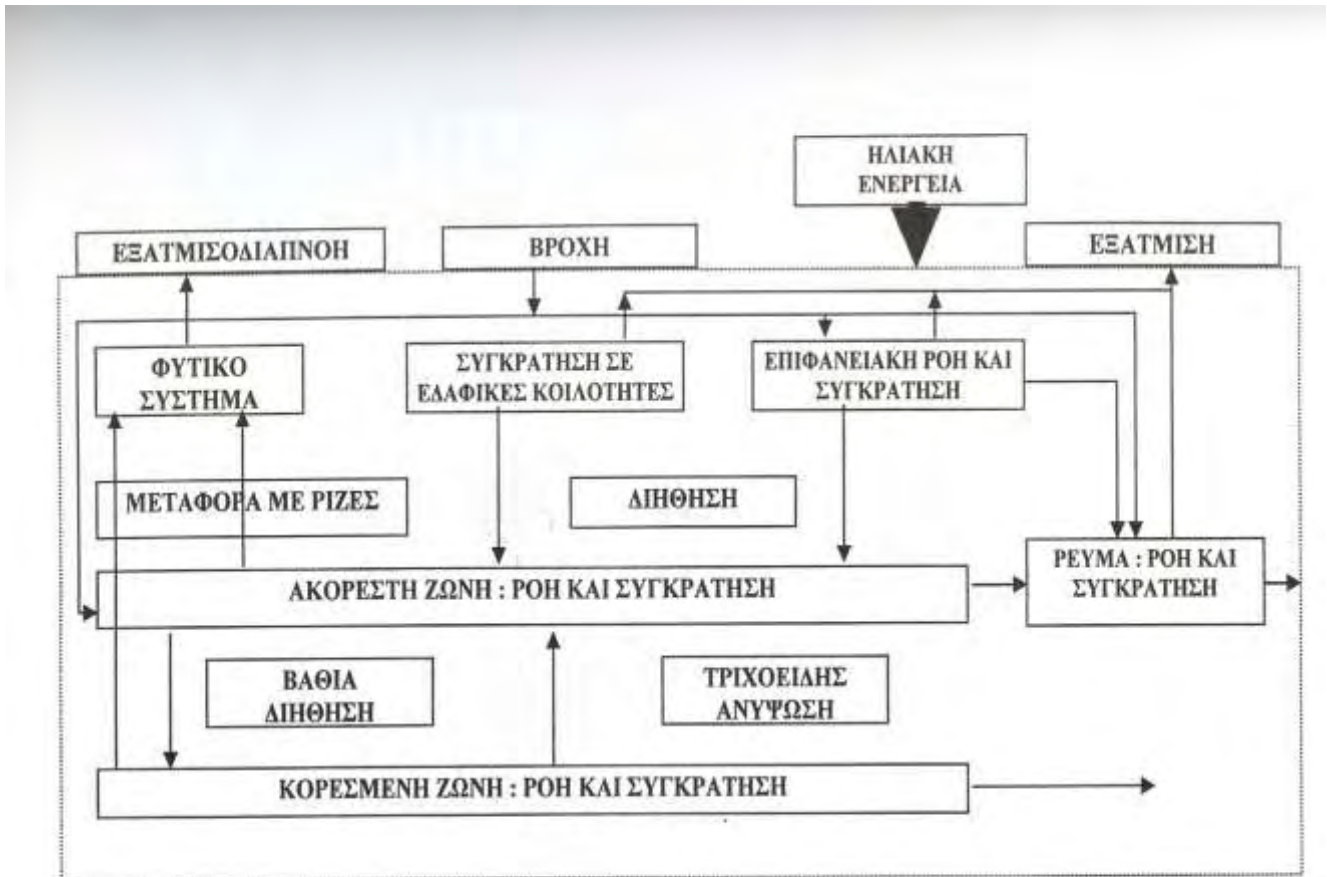 ΗΛΙΑΚΗ
ΕΝΕΡΓΕΙΑ
ΕΞΑΤΜΙΣΟΔΙΑΠΝΟΗ
ΒΡΟΧΗ
ΕΞΑΤΜΙΣΗ
ΦΥΤΙΚΟ
ΣΥΣΤΗΜΑ
ΣΥΓΚΡΑΤΗΣΗ ΣΕ
ΕΔΑΦΙΚΕΣ ΚΟΙΛΟΤΗΤΕΣ
ΕΠΙΦΑΝΕΙΑΚΗ ΡΟΗ ΚΑΙ
ΣΥΓΚΡΑΤΗΣΗ
ΜΕΤΑΦΟΡΑ ΜΕ ΡΙΖΕΣ
ΔΙΗΘΗΣΗ
ΑΚΟΡΕΣΤΗ ΖΩΝΗ : ΡΟΗ ΚΑΙ ΣΥΓΚΡΑΤΗΣΗ
ΡΕΥΜΑ : ΡΟΗ ΚΑΙ
ΣΥΓΚΡΑΤΗΣΗ
ΒΑΘΙΑ
ΔΙΗΘΗΣΗ
ΤΡΙΧΟΕΙΔΗΣ
ΑΝΥΨΩΣΗ
ΚΟΡΕΣΜΕΝΗ ΖΩΝΗ : ΡΟΗ ΚΑΙ ΣΥΓΚΡΑΤΗΣΗ